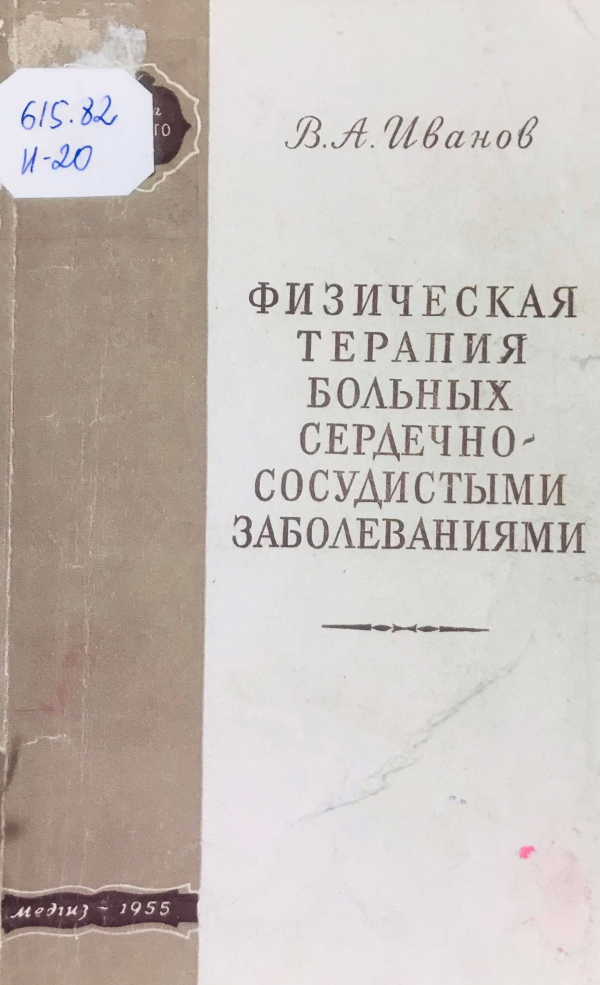 615.82
И-20
В.А. Иванов
ФИЗИЧЕСКАЯ
ТЕРАПИЯ
БОЛЬНЫХ
СЕРДЕЧНО-
СОСУДИСТЫМИ
ЗАБОЛЕВАНИЯМИ
Медгиз - 1955